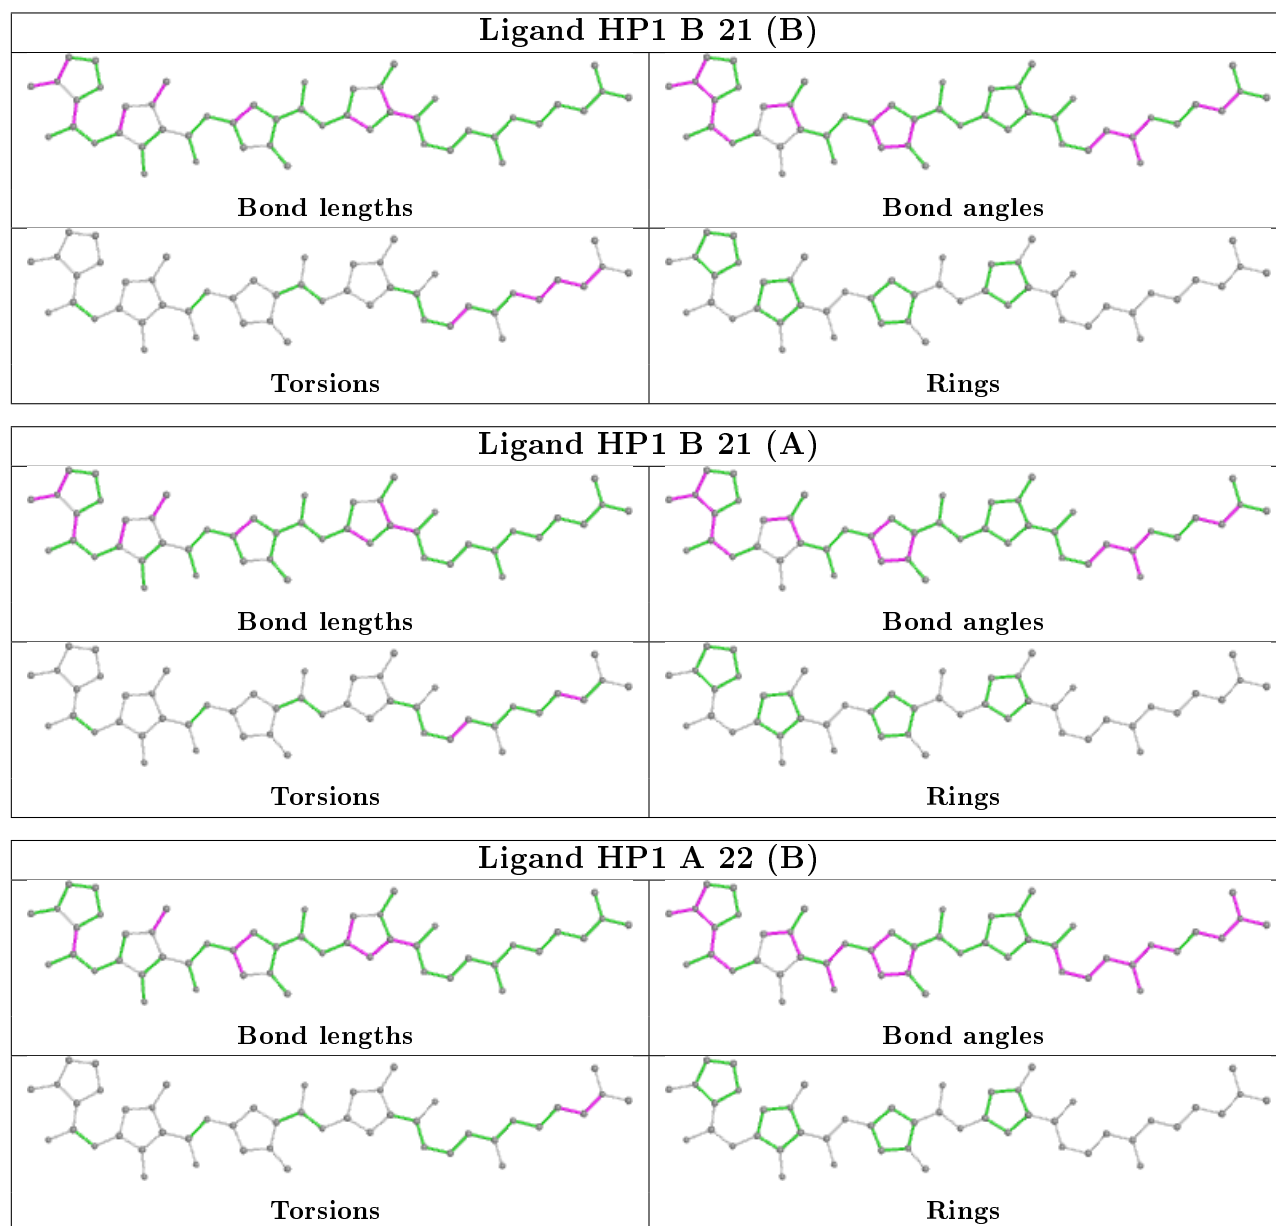 Ligand HP1 B 21 (B)
Bond lengths
Bond angles
Torsions
Rings
Ligand HP1 B 21 (A)
Bond lengths
Bond angles
Torsions
Rings
Ligand HP1 A 22 (B)
Bond lengths
Bond angles
Torsions
Rings